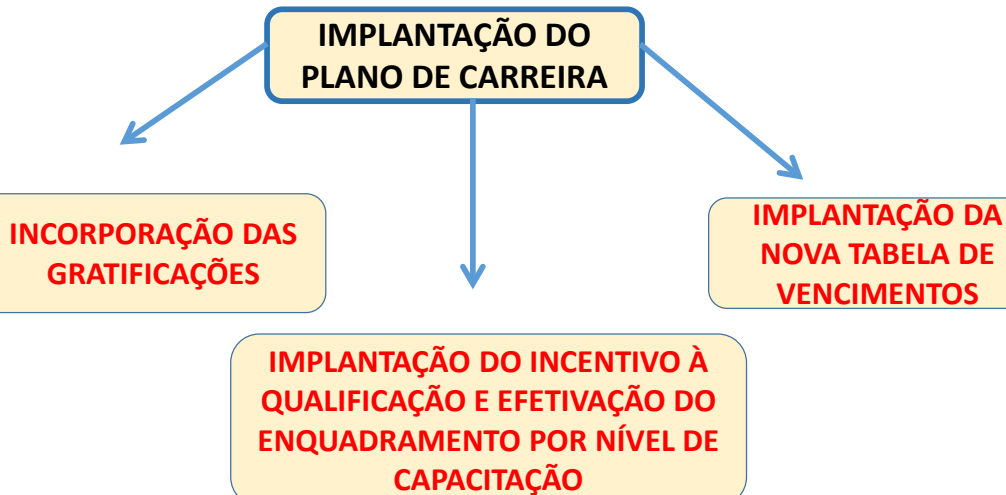 IMPLANTAÇÃO DO
PLANO DE CARREIRA
INCORPORAÇÃO DAS
GRATIFICAÇÕES
IMPLANTAÇÃO DA
NOVA TABELA DE
VENCIMENTOS
IMPLANTAÇÃO DO INCENTIVO À
QUALIFICAÇÃO E EFETIVAÇÃO DO
ENQUADRAMENTO POR NÍVEL DE
CAPACITAÇÃO